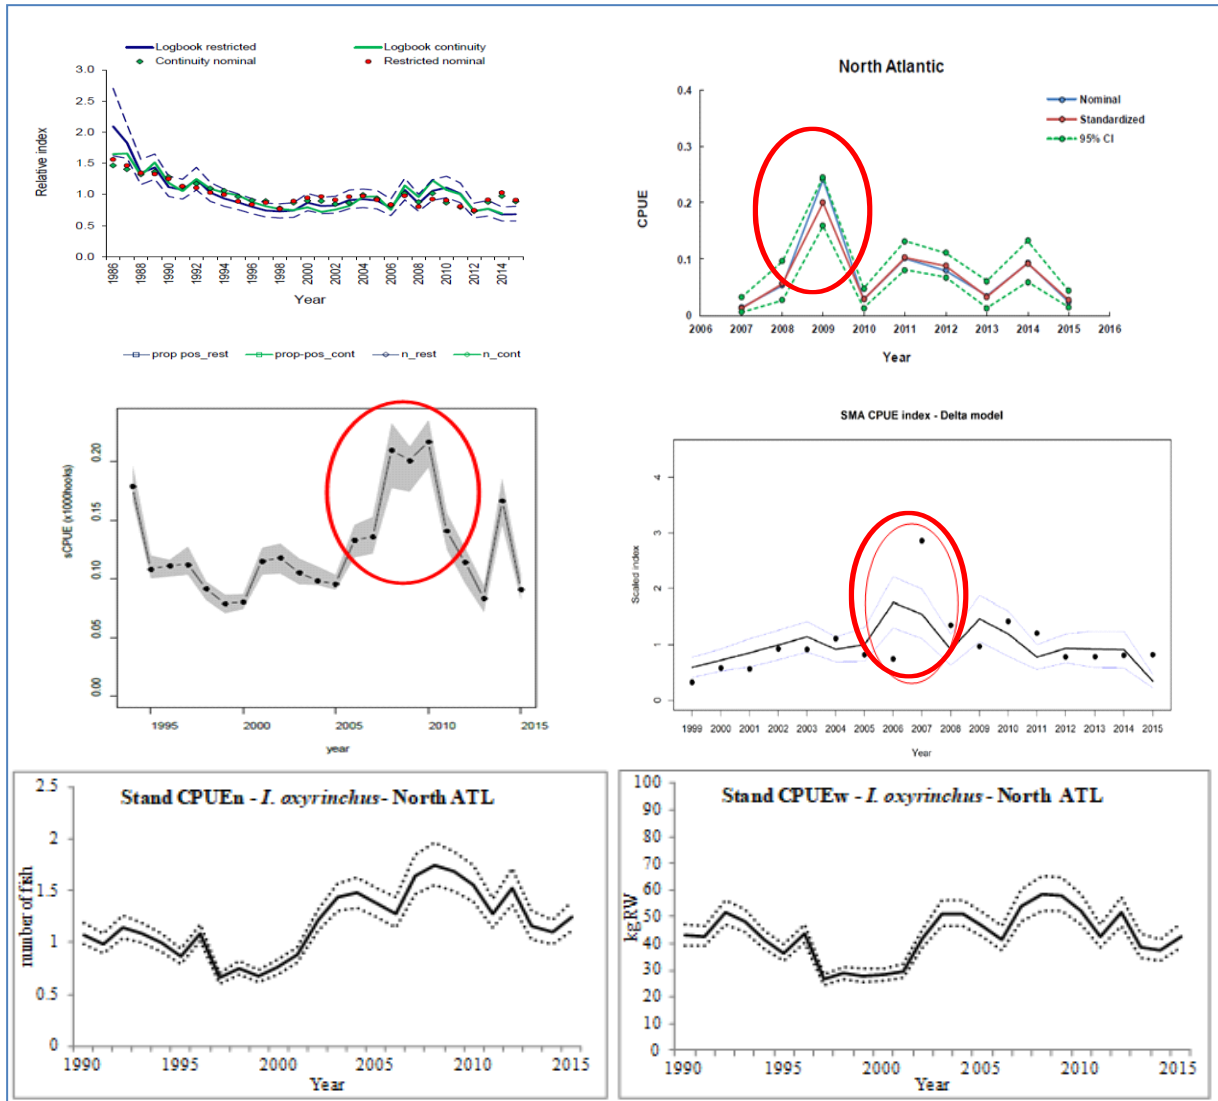 Logbook restricted
Logbook continuity
Continuity nominal
Restricted nominal
3.0
2.5
2.0
1.5
1.0
0.5
0.0
Relative index
1986
1988
1990
1992
1994
1996
1998
2000
2002
2004
2006
2008
2010
2012
2014
Year
prop pos_rest
prop-pos_cont
n_rest
n_cont
North Atlantic
Nominal
Standardized
95% CI
0.4
0.3
0.2
0.1
0
CPUE
2006 2007 2008 2009 2010 2011 2012 2013 2014 2015 2016
Year
0.20
0.15
0.10
0.05
0.00
sCPUE (x1000hooks)
1995 2000 2005 2010 2015
year
SMA CPUE index - Delta model
4
3
2
1
0
Scaled index
1999 2000 2001 2002 2003 2004 2005 2006 2007 2008 2009 2010 2011 2012 2013 2014 2015
Year
Stand CPUEn - I. oxyrinchus- North ATL
2.5
2
1.5
1
0.5
0
number of fish
1990 1995 2000 2005 2010 2015
Year
Stand CPUEw - I. oxyrinchus- North ATL
100
90
80
70
60
50
40
30
20
10
0
kgRW
1990 1995 2000 2005 2010 2015
Year